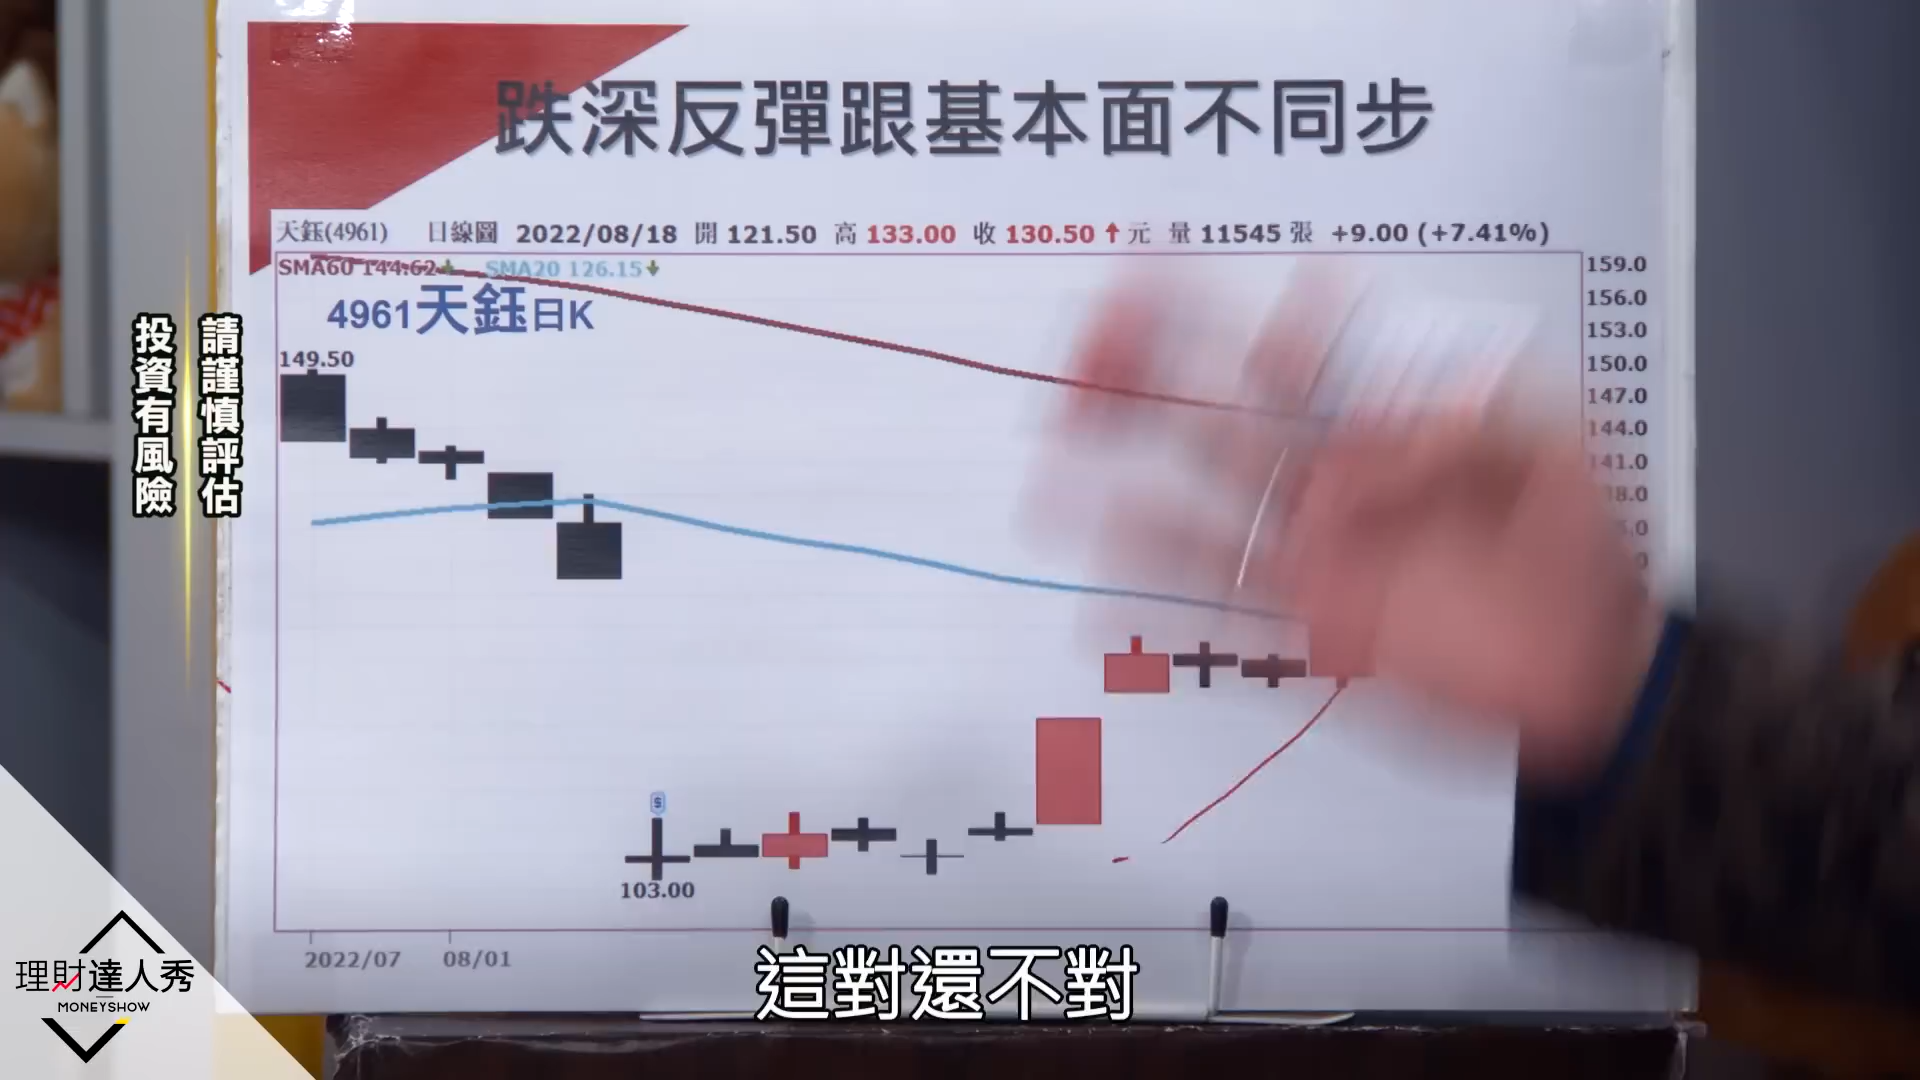 跌深反彈跟基本面不同步
天鈺(4961) 日線圖 2022/08/18 開 121.50 高 133.00 收 130.50 ↑ 元 量 11545 張 +9.00 (+7.41%)
SMA60 144.62 SMA20 126.15
4961天鈺日K
149.50
159.0
156.0
153.0
150.0
147.0
144.0
投資有風險
請謹慎評估
103.00
2022/07 08/01
這對還不對
理財達人秀
MONEYSHOW